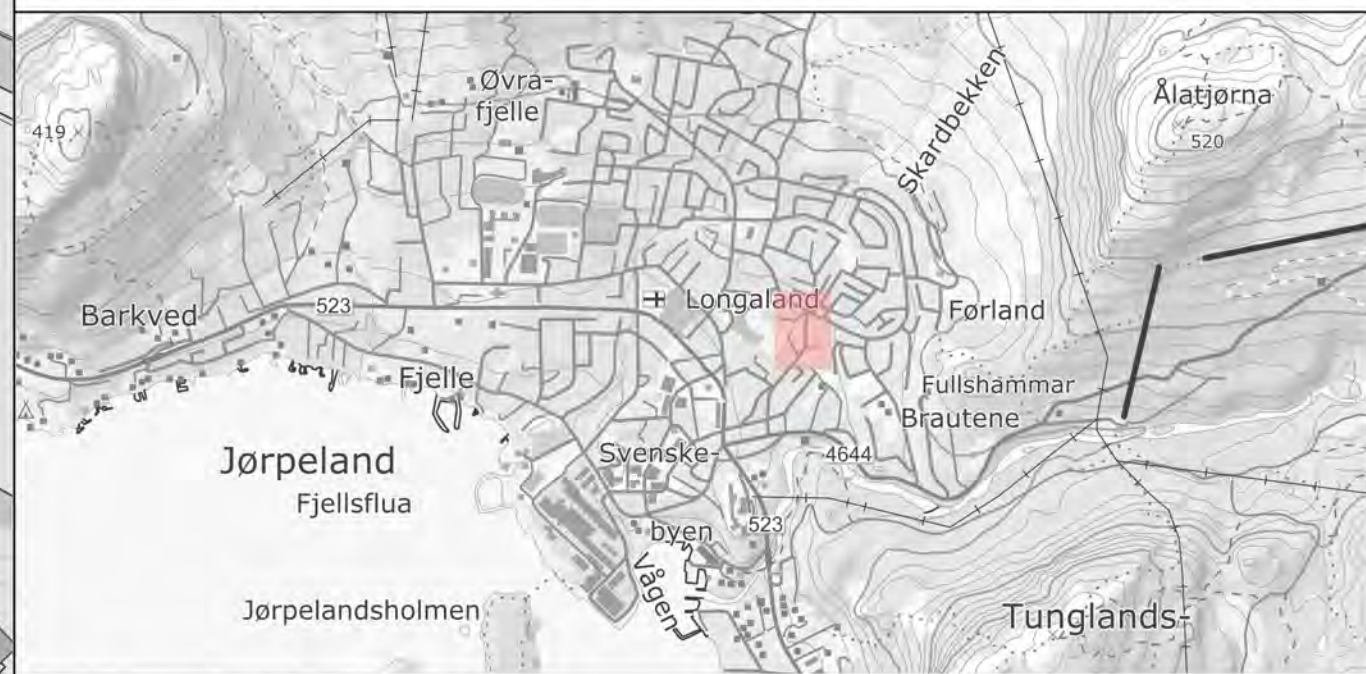 Øvra-
fjelle
Skardbekken
Ålatjørna
520
419
Longaland
523
Barkved
Førland
Fjelle
Fullshammar
Brautene
Svenske-
4644
Jørpeland
Fjellsflua
byen
523
Vågen
Jørpelandsholmen
Tunglands-